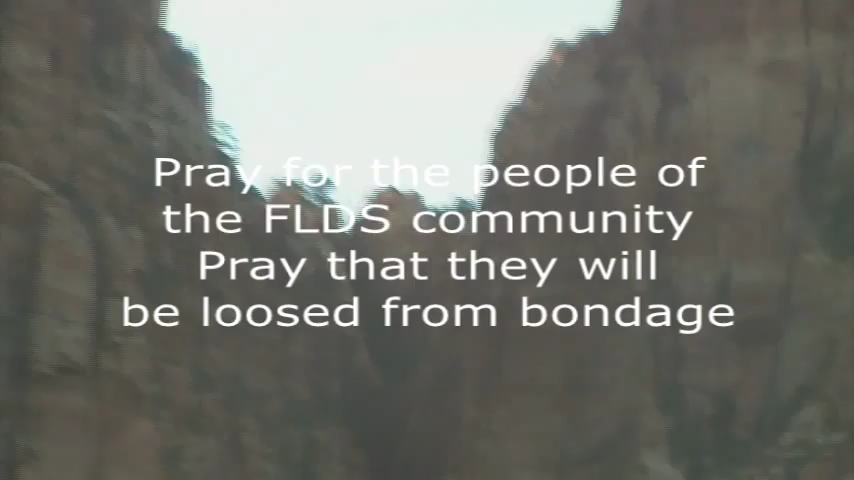 Pray for the people of
the FLDS community
Pray that they will
be loosed from bondage